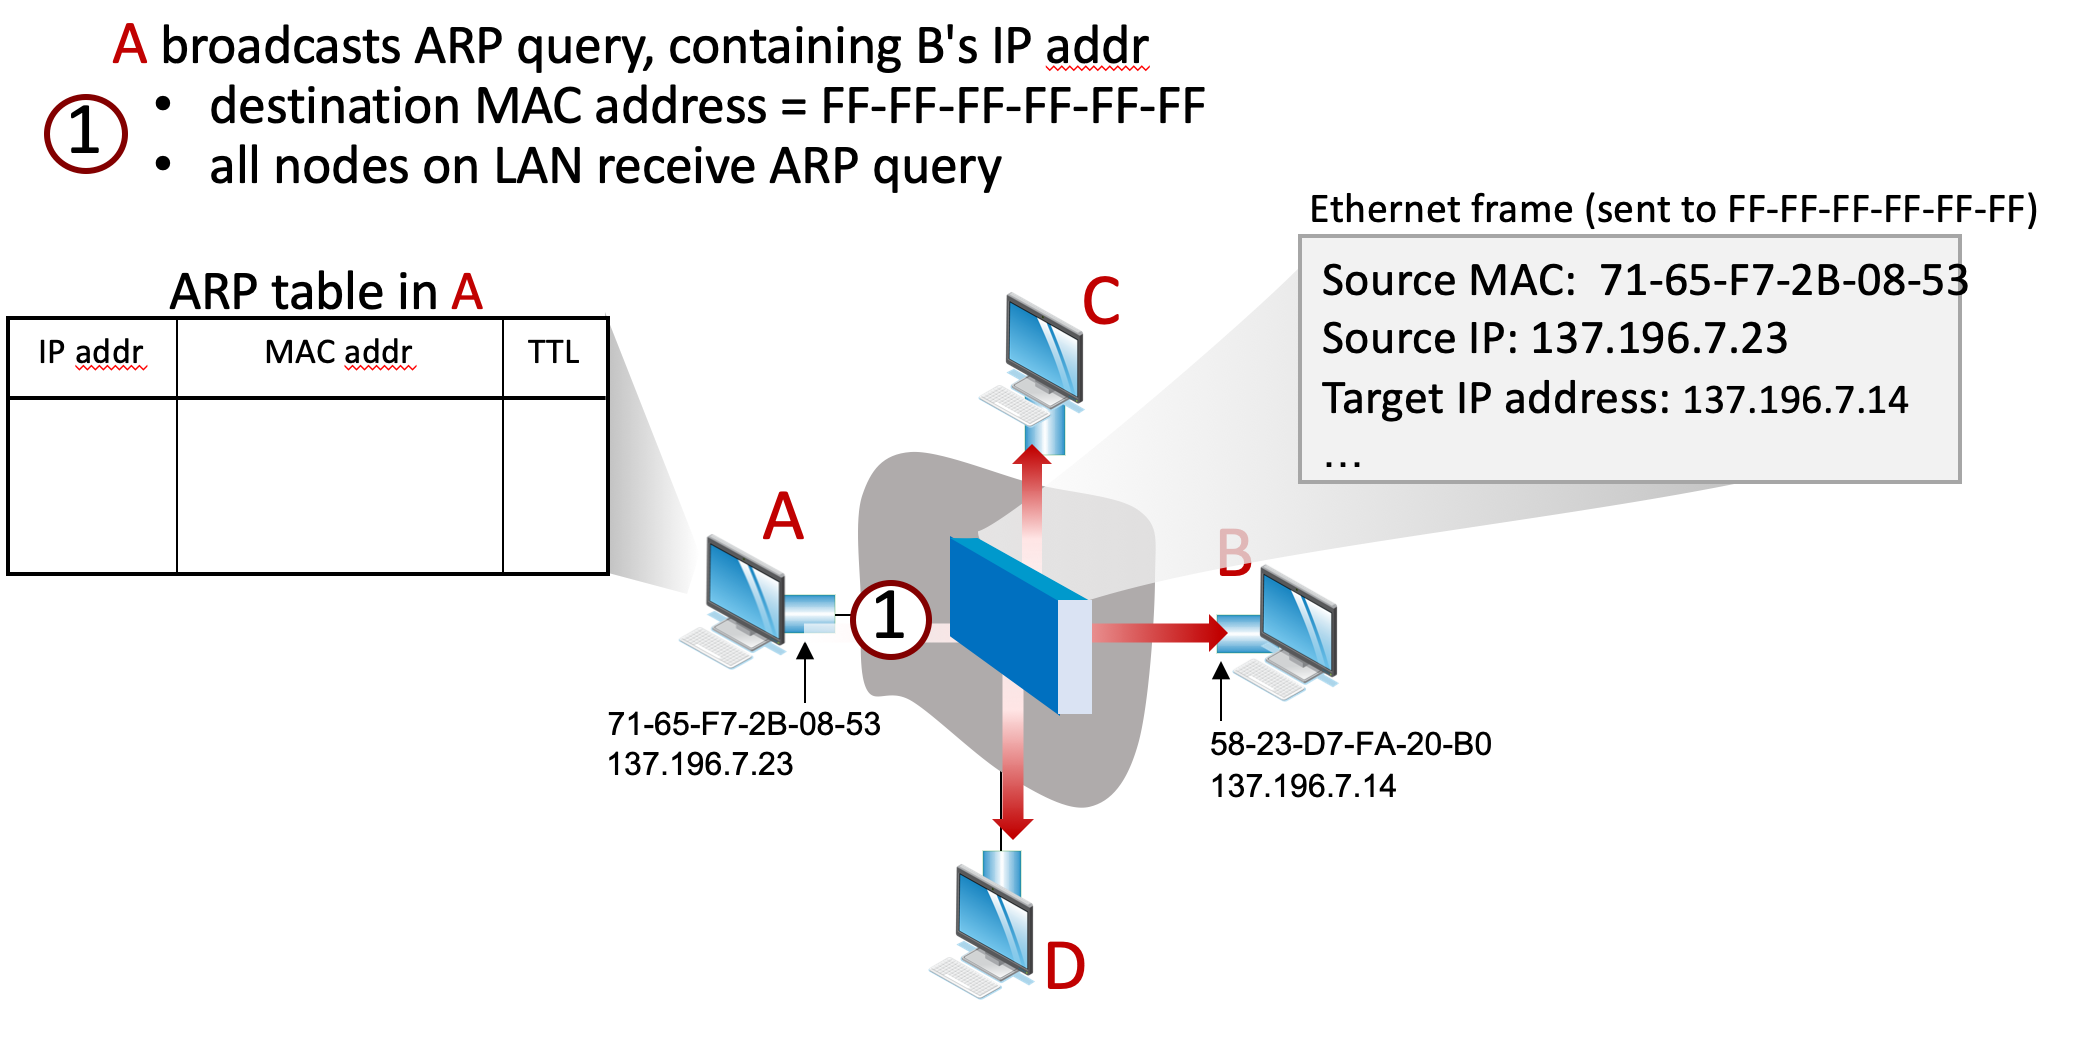 A broadcasts ARP query, containing B's IP addr
1
• destination MAC address = FF-FF-FF-FF-FF-FF
• all nodes on LAN receive ARP query
Ethernet frame (sent to FF-FF-FF-FF-FF-FF)
Source MAC: 71-65-F7-2B-08-53
Source IP: 137.196.7.23
Target IP address: 137.196.7.14
...
ARP table in A
IP addr MAC addr TTL
C
A
B
1
71-65-F7-2B-08-53
137.196.7.23
58-23-D7-FA-20-B0
137.196.7.14
D